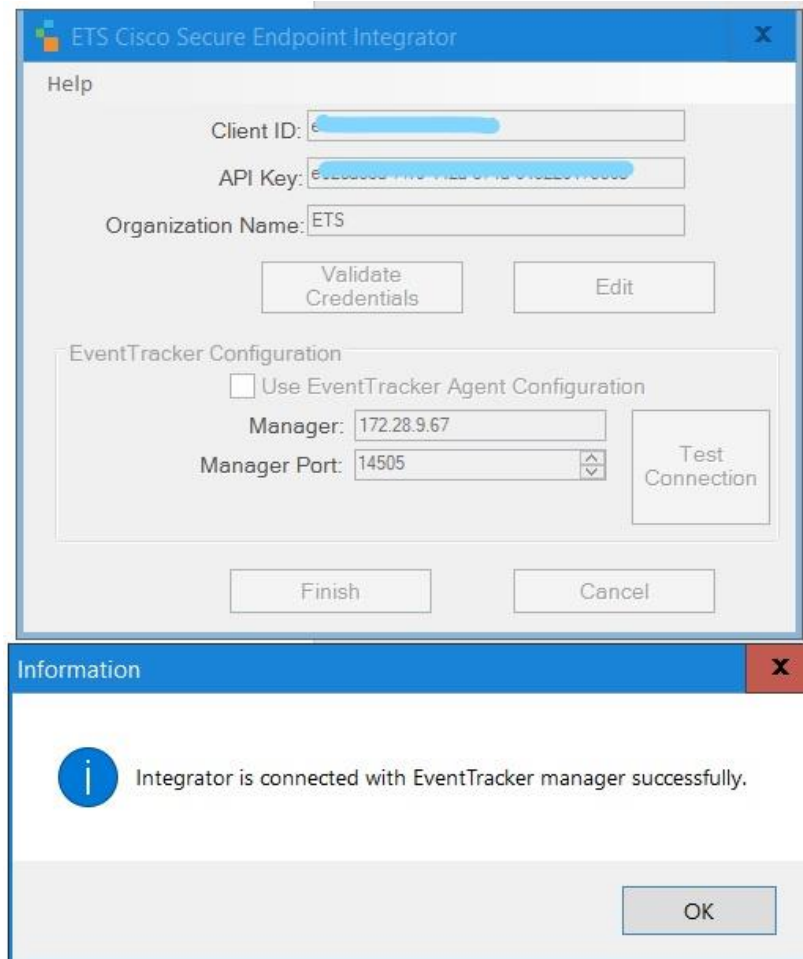 ETS Cisco Secure Endpoint Integrator
Help
Client ID:
API Key:
Organization Name: ETS
Validate Credentials
Edit
EventTracker Configuration
Use EventTracker Agent Configuration
Manager: 172.28.9.67
Manager Port: 14505
Test Connection
Finish
Cancel
Information
Integrator is connected with EventTracker manager successfully.
OK